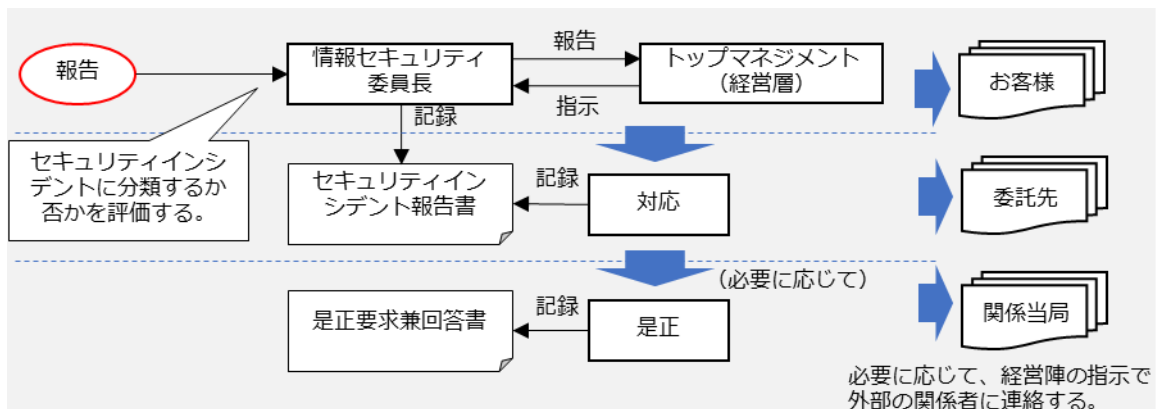 報告
情報セキュリティ
委員長
報告
指示
トップマネジメント
（経営層）
お客様
記録
セキュリティインシ
デントに分類するか
否かを評価する。
セキュリティイン
シデント報告書
記録
対応
委託先
（必要に応じて）
是正要求兼回答書
記録
是正
関係当局
必要に応じて、経営陣の指示で
外部の関係者に連絡する。